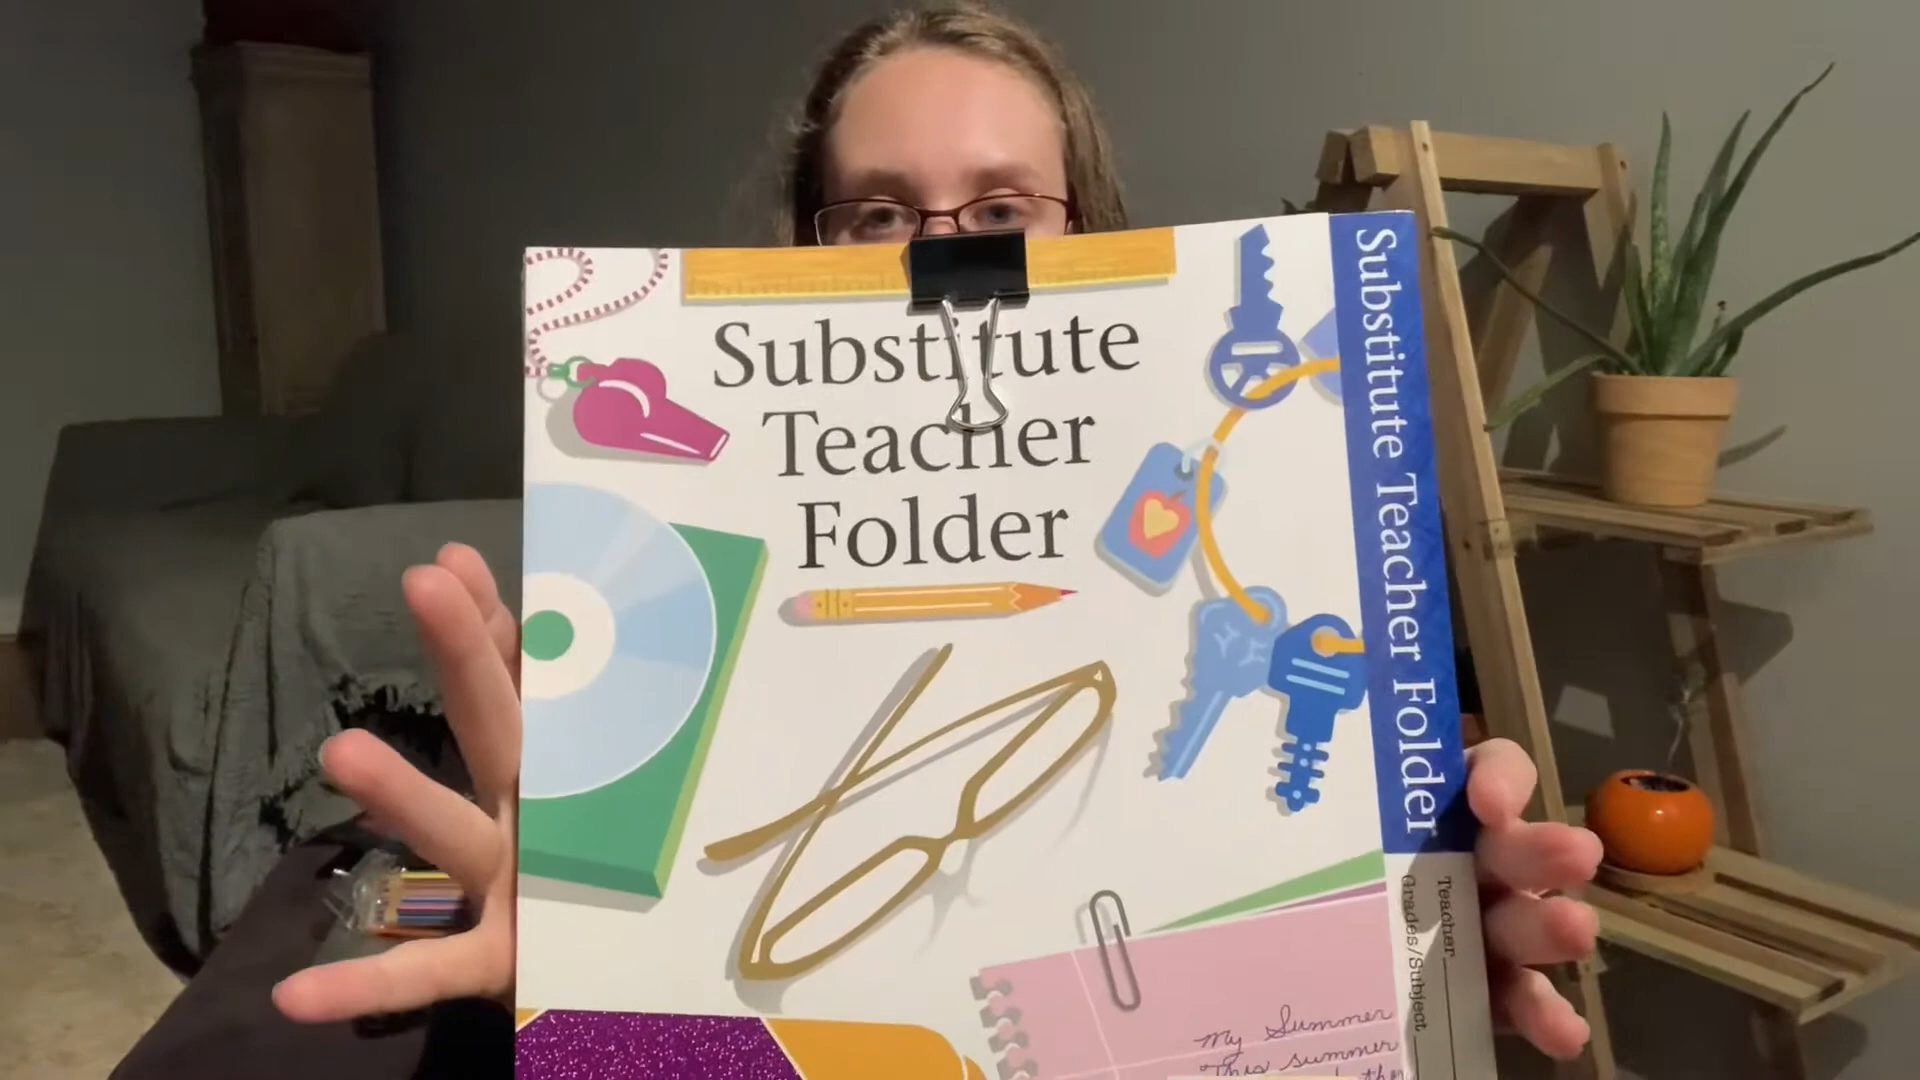 Substitute
Teacher
Folder
Substitute Teacher Folder
Teacher
Grades/Subject
My Summer
This summer